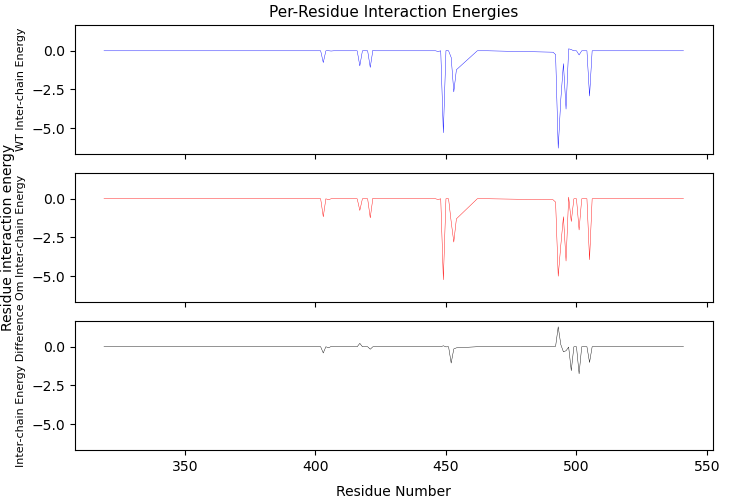 Per-Residue Interaction Energies
WT Inter-chain Energy
0.0
−2.5
−5.0
Residue interaction energy
Om Inter-chain Energy
0.0
−2.5
−5.0
Inter-chain Energy Difference
0.0
−2.5
−5.0
350
400
450
500
550
Residue Number